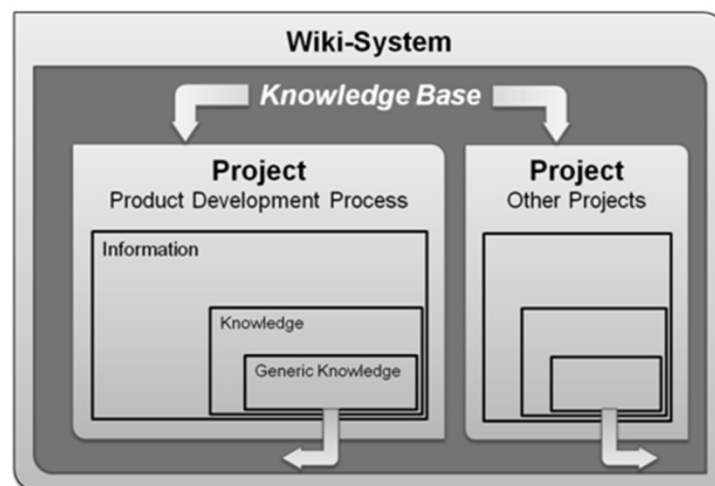 Wiki-System
Knowledge Base
Project
Product Development Process
Information
Knowledge
Generic Knowledge
Project
Other Projects